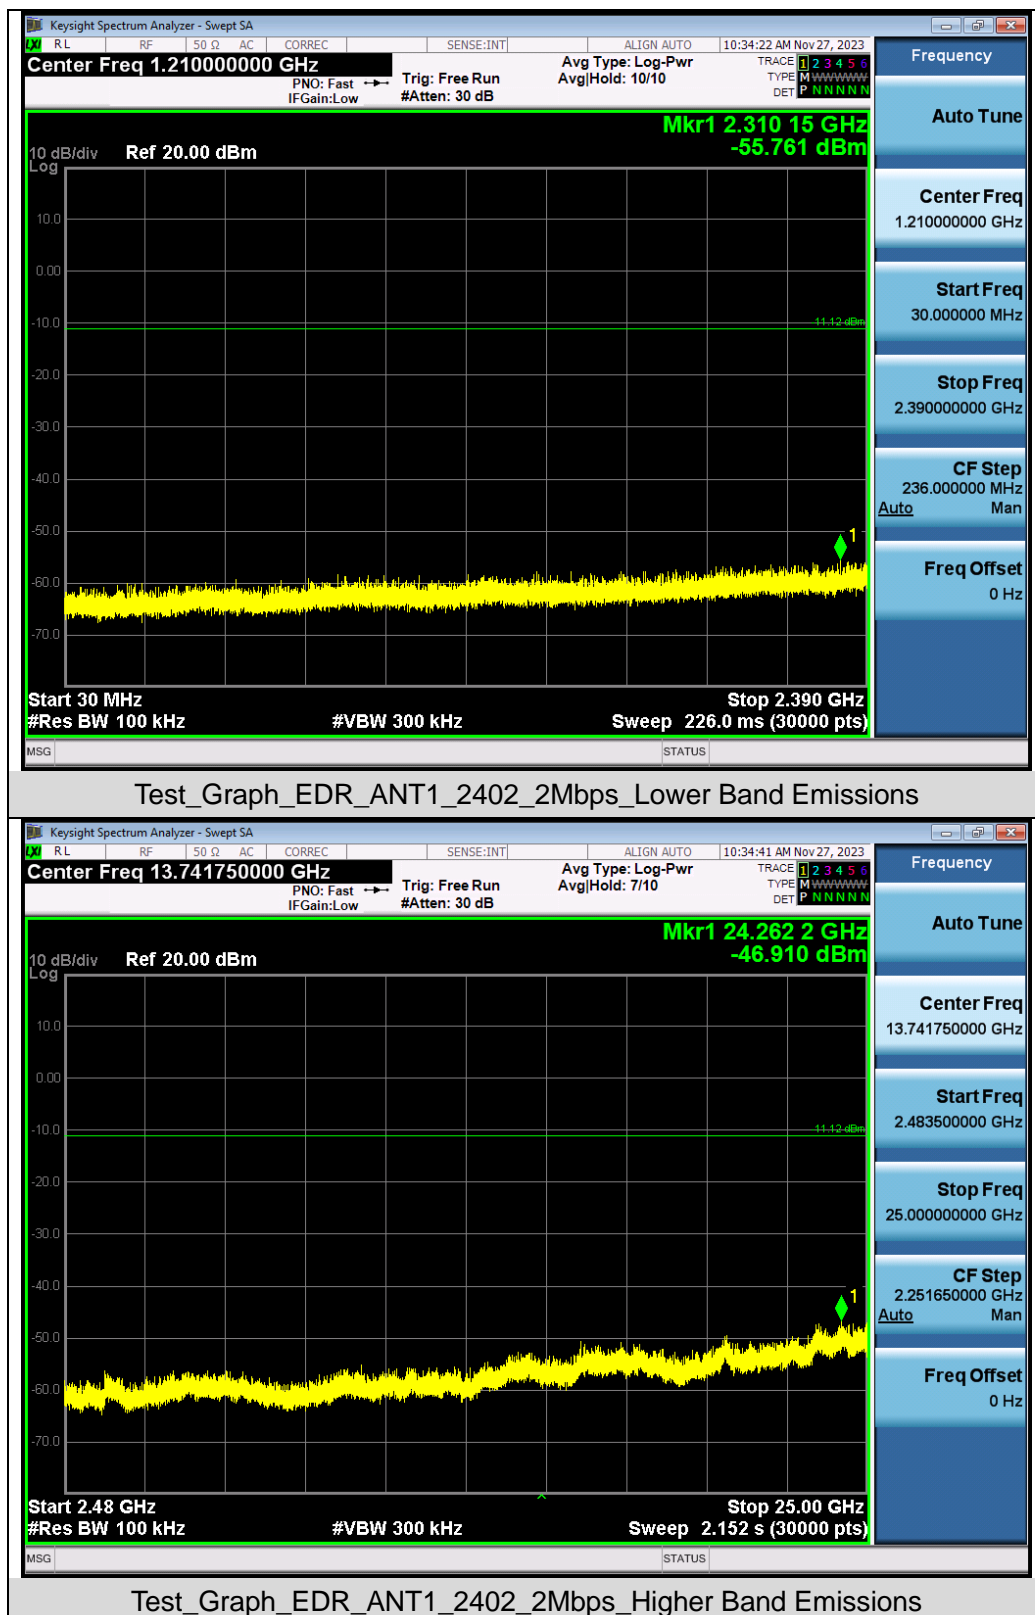 Keysight Spectrum Analyzer - Swept SA
LXI RL RF 50 Ω AC CORREC SENSE:INT ALIGN AUTO 10:34:22 AM Nov 27, 2023
Center Freq 1.210000000 GHz
PNO: Fast
IFGain:Low
Trig: Free Run
#Atten: 30 dB
Avg Type: Log-Pwr
Avg|Hold: 10/10
TRACE 1 2 3 4 5 6
TYPE M WWWWW
DET P N N N N N
Frequency
Auto Tune
Center Freq
1.210000000 GHz
Start Freq
30.000000 MHz
Stop Freq
2.390000000 GHz
CF Step
236.000000 MHz
Auto Man
Freq Offset
0 Hz
Mkr1 2.310 15 GHz
-55.761 dBm
10 dB/div Ref 20.00 dBm
Log
10.0
0.00
-10.0
-11.12 dBm
-20.0
-30.0
-40.0
-50.0
1
-60.0
-70.0
Start 30 MHz Stop 2.390 GHz
#Res BW 100 kHz #VBW 300 kHz Sweep 226.0 ms (30000 pts)
MSG STATUS
Test_Graph_EDR_ANT1_2402_2Mbps_Lower Band Emissions
Keysight Spectrum Analyzer - Swept SA
LXI RL RF 50 Ω AC CORREC SENSE:INT ALIGN AUTO 10:34:41 AM Nov 27, 2023
Center Freq 13.741750000 GHz
PNO: Fast
IFGain:Low
Trig: Free Run
#Atten: 30 dB
Avg Type: Log-Pwr
Avg|Hold: 7/10
TRACE 1 2 3 4 5 6
TYPE M WWWWW
DET P N N N N N
Frequency
Auto Tune
Center Freq
13.741750000 GHz
Start Freq
2.483500000 GHz
Stop Freq
25.000000000 GHz
CF Step
2.251650000 GHz
Auto Man
Freq Offset
0 Hz
Mkr1 24.262 2 GHz
-46.910 dBm
10 dB/div Ref 20.00 dBm
Log
10.0
0.00
-10.0
-11.12 dBm
-20.0
-30.0
-40.0
1
-50.0
-60.0
-70.0
Start 2.48 GHz Stop 25.00 GHz
#Res BW 100 kHz #VBW 300 kHz Sweep 2.152 s (30000 pts)
MSG STATUS
Test_Graph_EDR_ANT1_2402_2Mbps_Higher Band Emissions